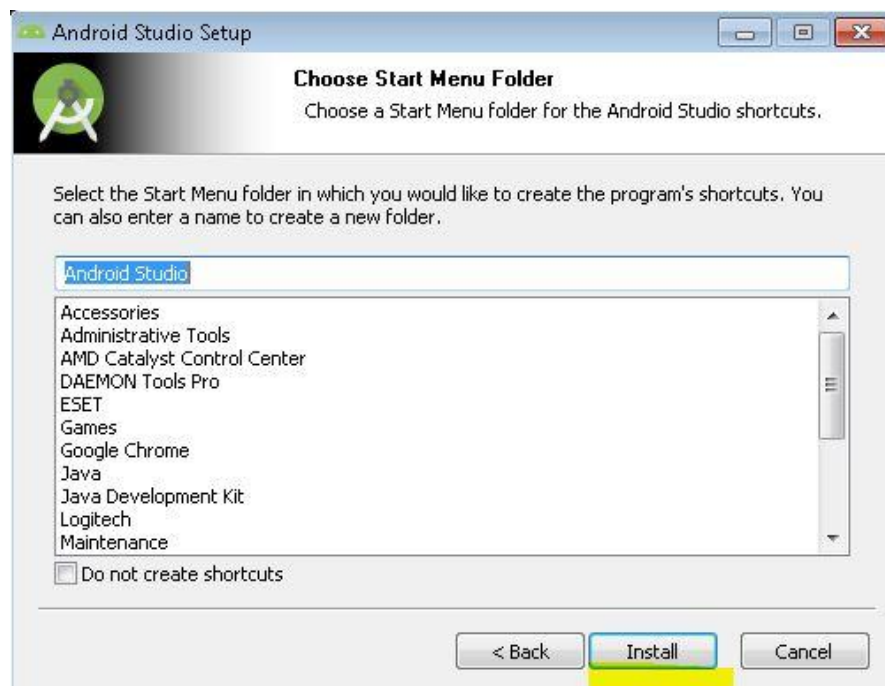 Android Studio Setup
Choose Start Menu Folder
Choose a Start Menu folder for the Android Studio shortcuts.
Select the Start Menu folder in which you would like to create the program's shortcuts. You
can also enter a name to create a new folder.
Android Studio
Accessories
Administrative Tools
AMD Catalyst Control Center
DAEMON Tools Pro
ESET
Games
Google Chrome
Java
Java Development Kit
Logitech
Maintenance
Do not create shortcuts
< Back Install Cancel